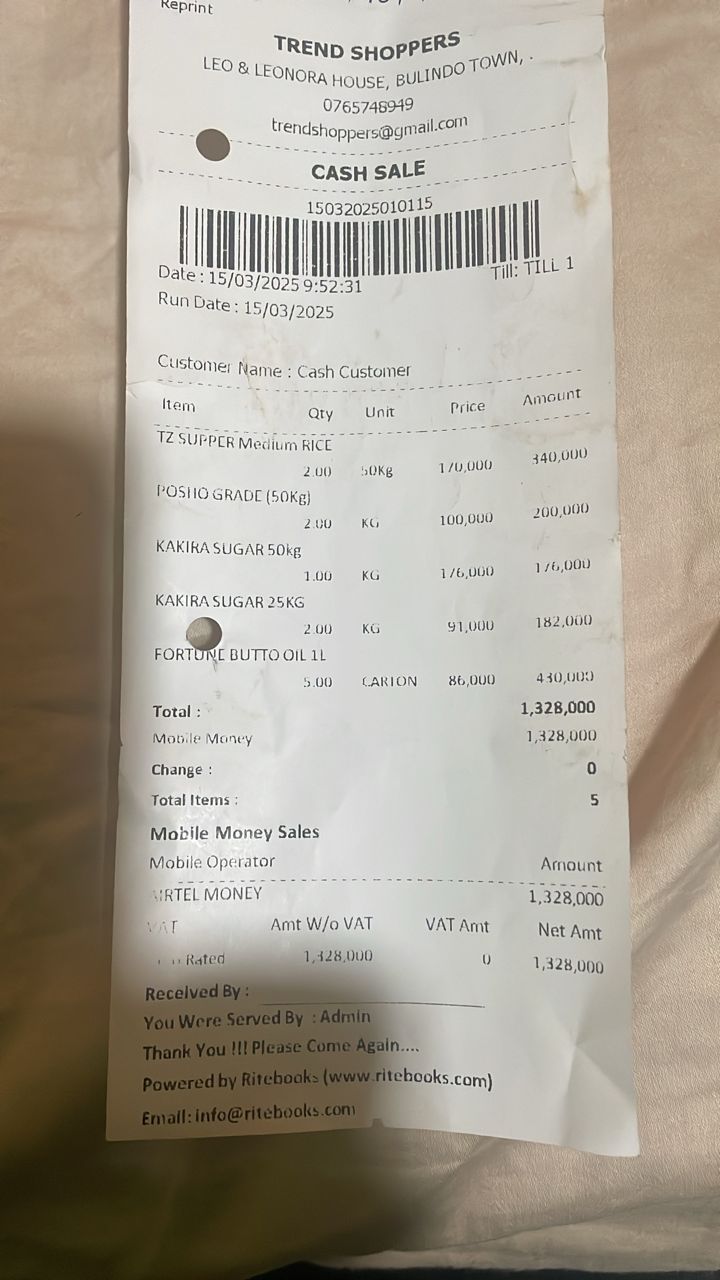 Reprint
TREND SHOPPERS
LEO & LEONORA HOUSE, BULINDO TOWN, .
0765748949
trendshoppers@gmail.com
CASH SALE
15032025010115
Date : 15/03/2025 9:52:31 Till: TILL 1
Run Date : 15/03/2025
Customer Name : Cash Customer
Item Qty Unit Price Amount
TZ SUPPER Medium RICE
2.00 50Kg 170,000 340,000
POSHO GRADE (50Kg)
2.00 KG 100,000 200,000
KAKIRA SUGAR 50kg
1.00 KG 176,000 176,000
KAKIRA SUGAR 25KG
2.00 KG 91,000 182,000
FORTUNE BUTTO OIL 1L
5.00 CARTON 86,000 430,000
Total : 1,328,000
Mobile Money 1,328,000
Change : 0
Total Items : 5
Mobile Money Sales
Mobile Operator Amount
AIRTEL MONEY 1,328,000
VAT Amt W/o VAT VAT Amt Net Amt
Rated 1,328,000 0 1,328,000
Received By :
You Were Served By : Admin
Thank You !!! Please Come Again....
Powered by Ritebooks (www.ritebooks.com)
Email: info@ritebooks.com